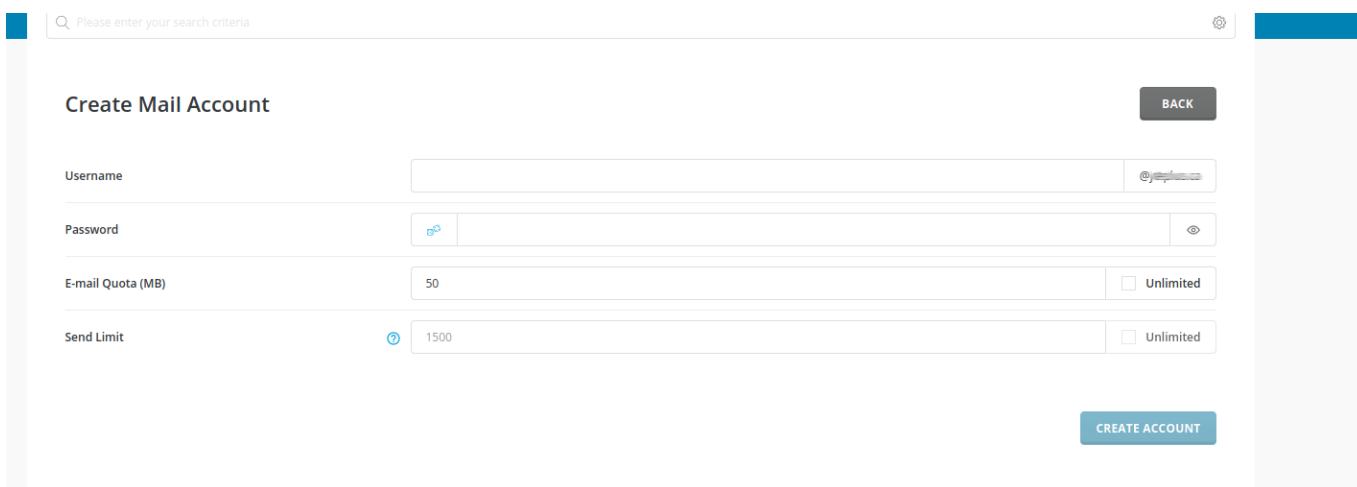 Please enter your search criteria
Create Mail Account
BACK
Username
Password
E-mail Quota (MB)
50
Unlimited
Send Limit
1500
Unlimited
CREATE ACCOUNT